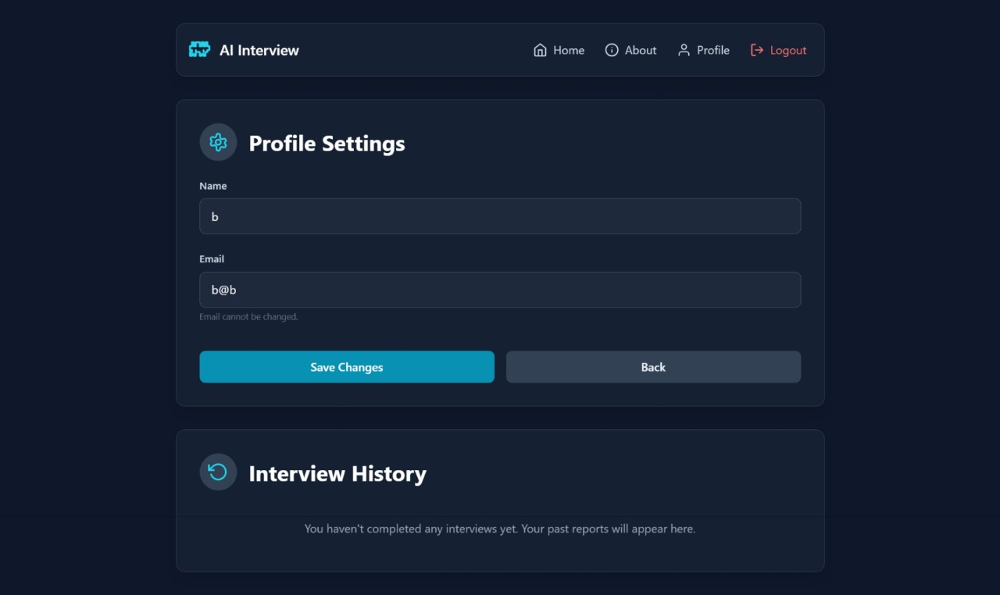 AI Interview
Home About Profile Logout
Profile Settings
Name
b
Email
b@b
Email cannot be changed.
Save Changes Back
Interview History
You haven't completed any interviews yet. Your past reports will appear here.